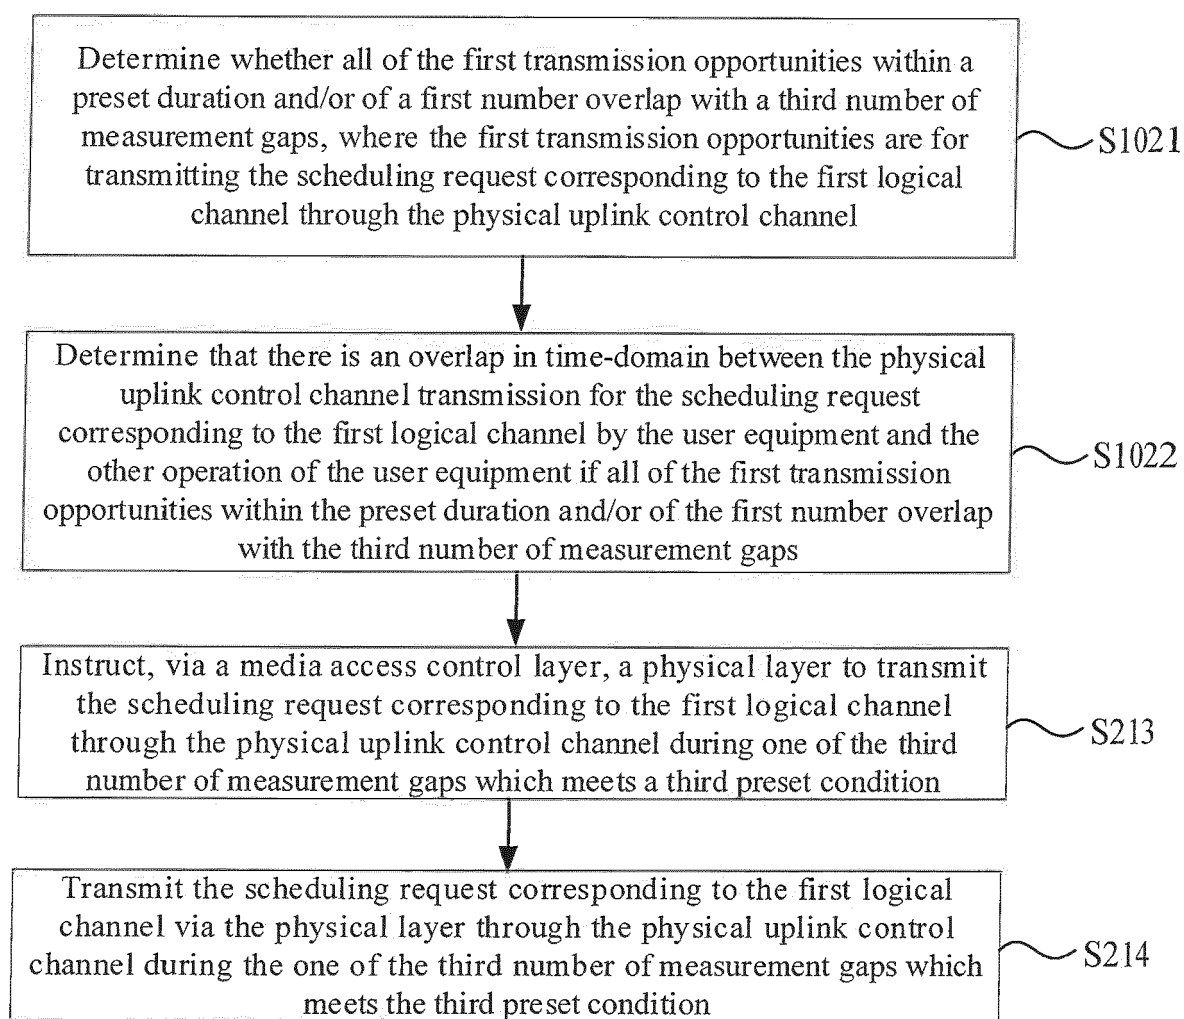 Determine whether all of the first transmission opportunities within a
preset duration and/or of a first number overlap with a third number of
measurement gaps, where the first transmission opportunities are for
transmitting the scheduling request corresponding to the first logical
channel through the physical uplink control channel
S1021
Determine that there is an overlap in time-domain between the physical
uplink control channel transmission for the scheduling request
corresponding to the first logical channel by the user equipment and the
other operation of the user equipment if all of the first transmission
opportunities within the preset duration and/or of the first number overlap
with the third number of measurement gaps
S1022
Instruct, via a media access control layer, a physical layer to transmit
the scheduling request corresponding to the first logical channel
through the physical uplink control channel during one of the third
number of measurement gaps which meets a third preset condition
S213
Transmit the scheduling request corresponding to the first logical
channel via the physical layer through the physical uplink control
channel during the one of the third number of measurement gaps which
meets the third preset condition
S214